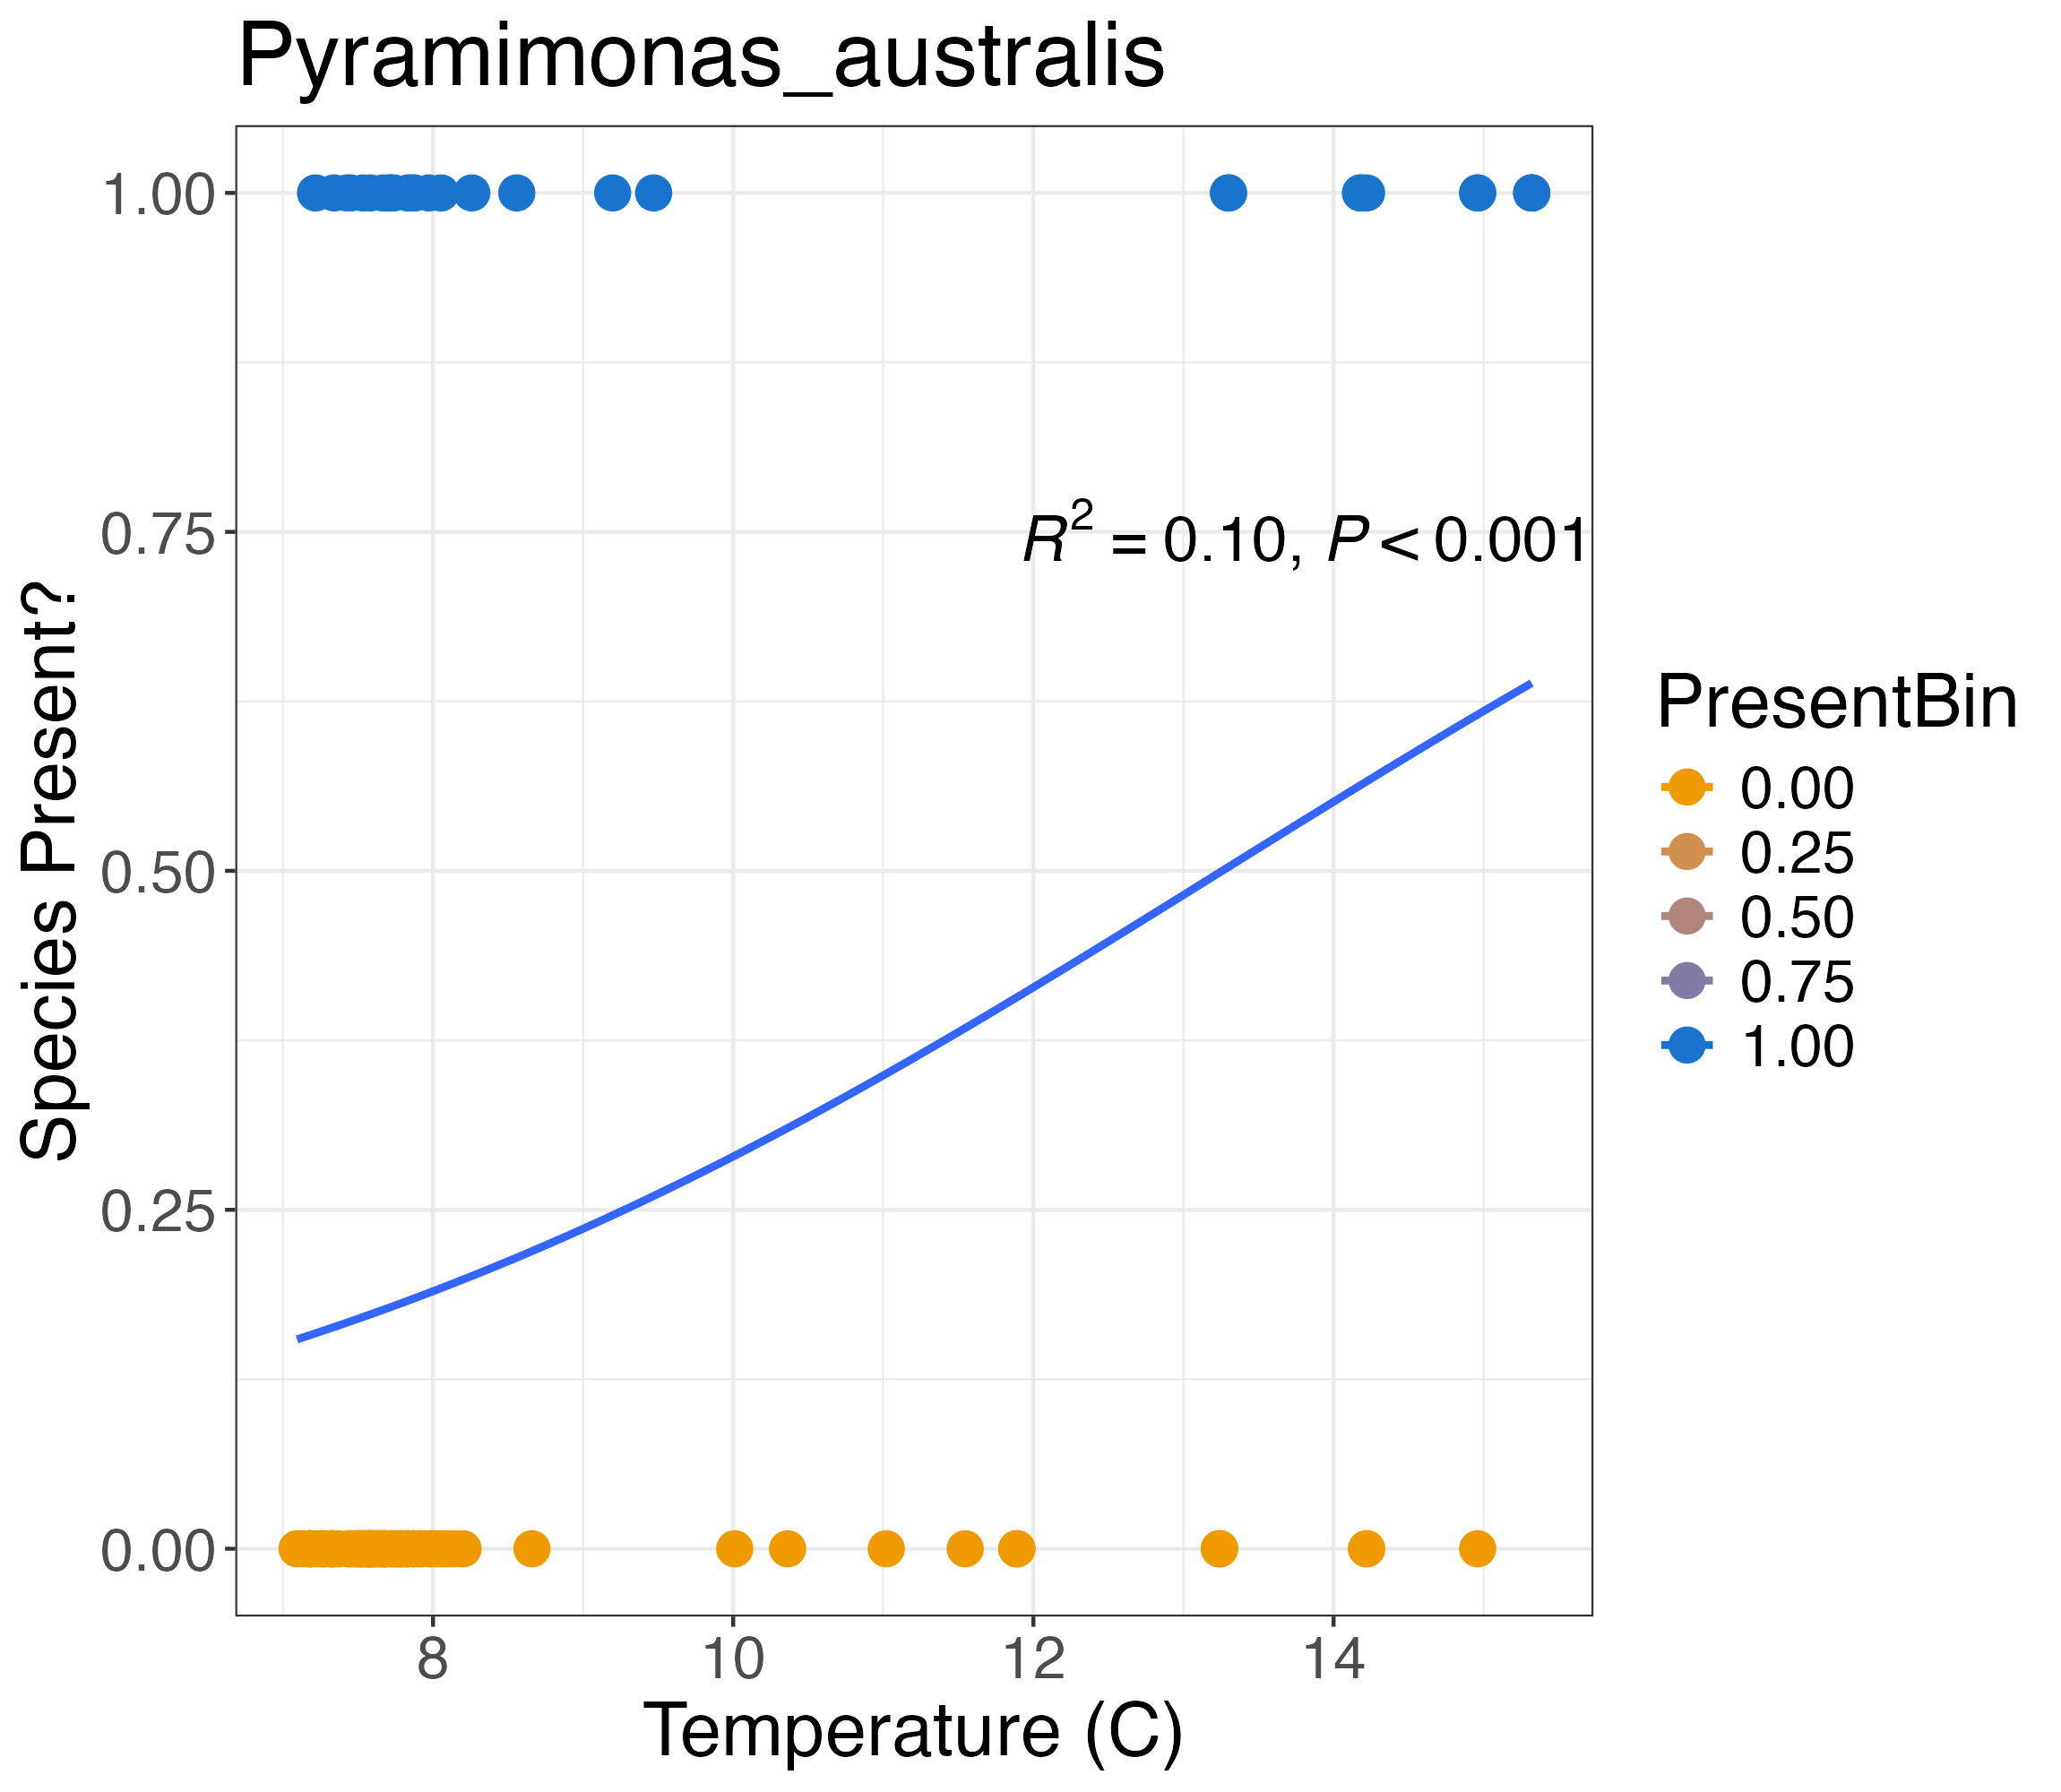 Pyramimonas_australis
1.00
0.75
0.50
0.25
0.00
Species Present?
R² = 0.10, P < 0.001
8 10 12 14
Temperature (C)
PresentBin
0.00
0.25
0.50
0.75
1.00